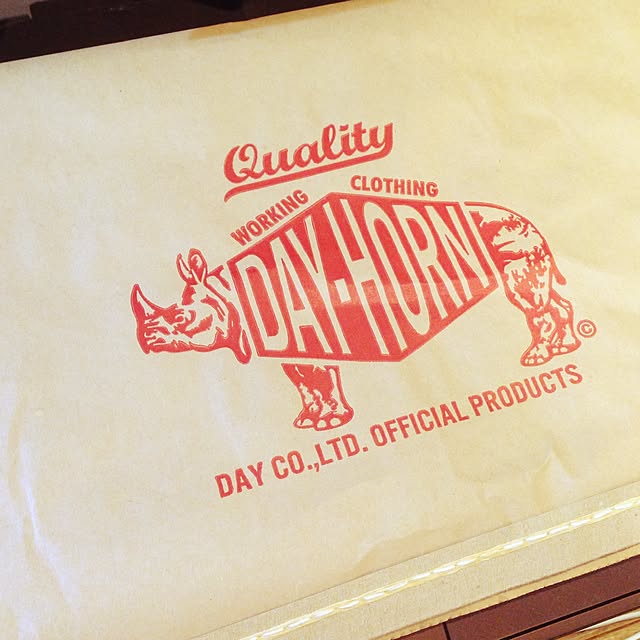 Quality
WORKING CLOTHING
DAY-HORN
©
DAY CO.,LTD. OFFICIAL PRODUCTS